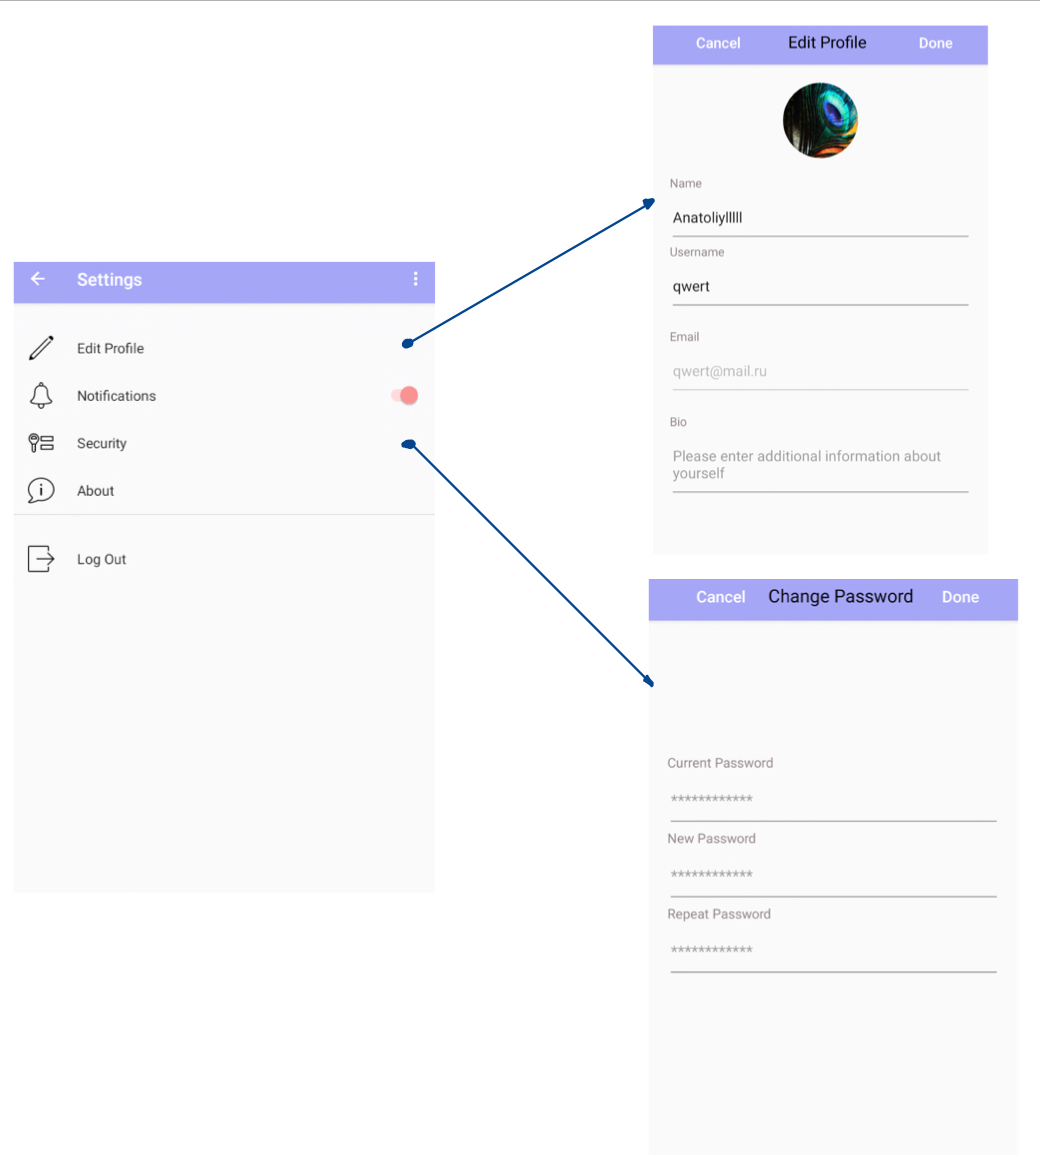 Settings
Edit Profile
Notifications
Security
About
Log Out
Cancel Edit Profile Done
Name
Anatoliylllll
Username
qwert
Email
qwert@mail.ru
Bio
Please enter additional information about
yourself
Cancel Change Password Done
Current Password
************
New Password
************
Repeat Password
************